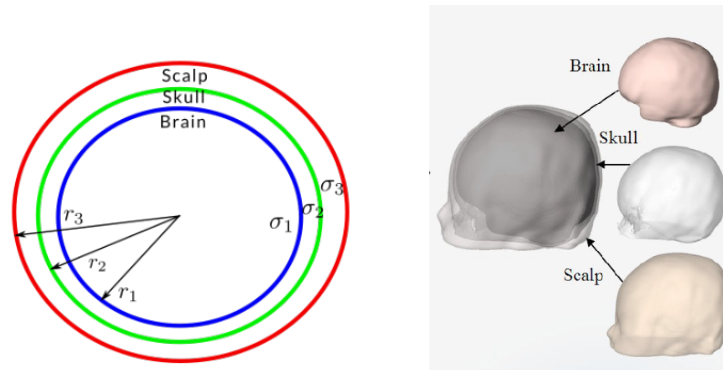 Scalp
Skull
Brain
σ₃
σ₂
σ₁
r₃
r₂
r₁
Brain
Skull
Scalp